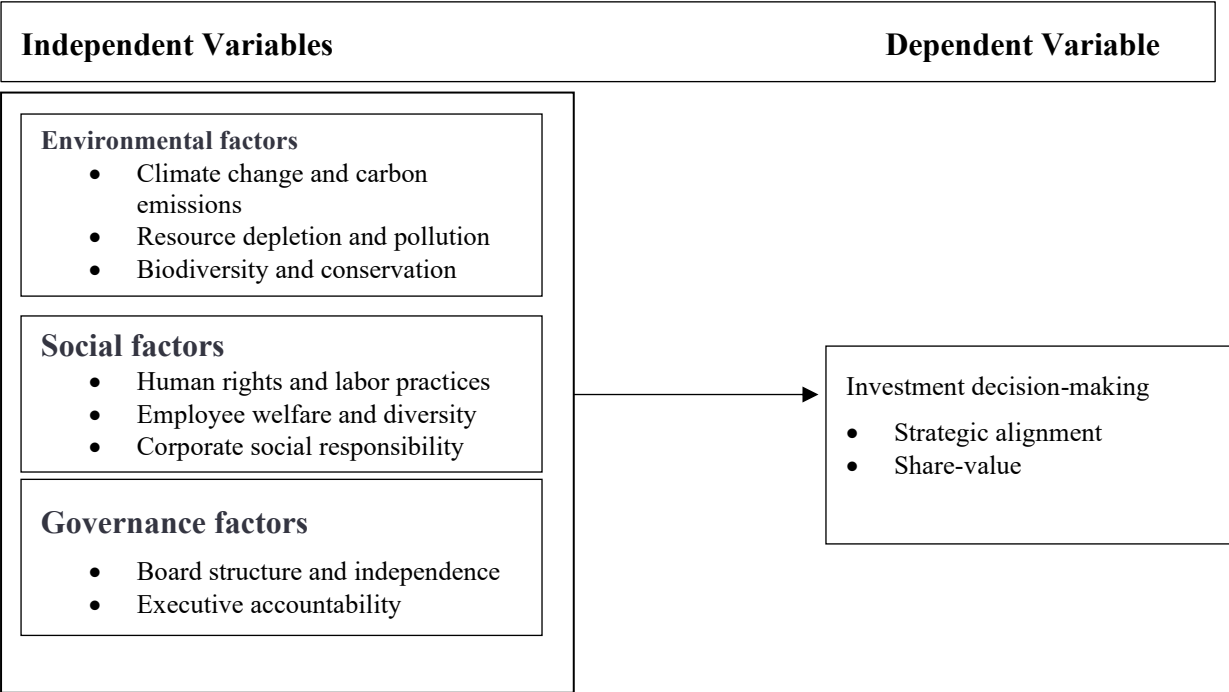 Independent Variables
Dependent Variable
Environmental factors
• Climate change and carbon
emissions
• Resource depletion and pollution
• Biodiversity and conservation
Social factors
• Human rights and labor practices
• Employee welfare and diversity
• Corporate social responsibility
Governance factors
• Board structure and independence
• Executive accountability
Investment decision-making
• Strategic alignment
• Share-value